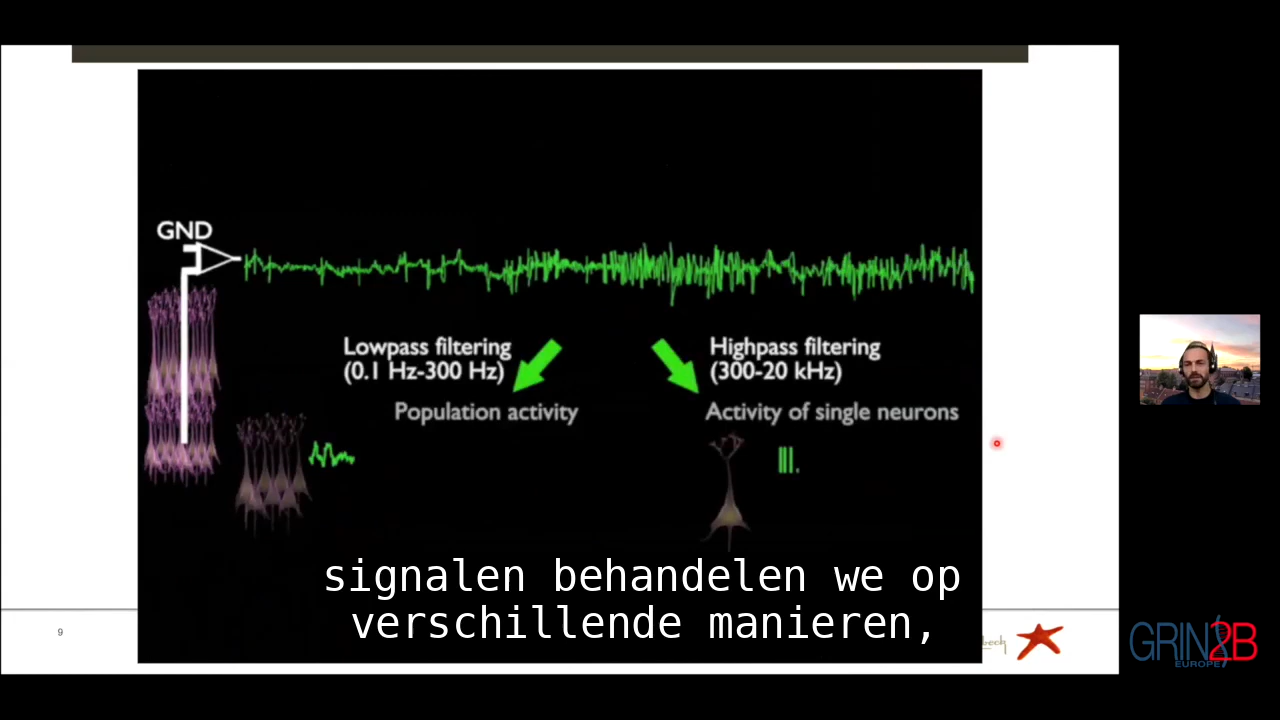 GND
Lowpass filtering
(0.1 Hz-300 Hz)
Population activity
Highpass filtering
(300-20 kHz)
Activity of single neurons
signalen behandelen we op
verschillende manieren,
9
GRIN2B
EUROPE